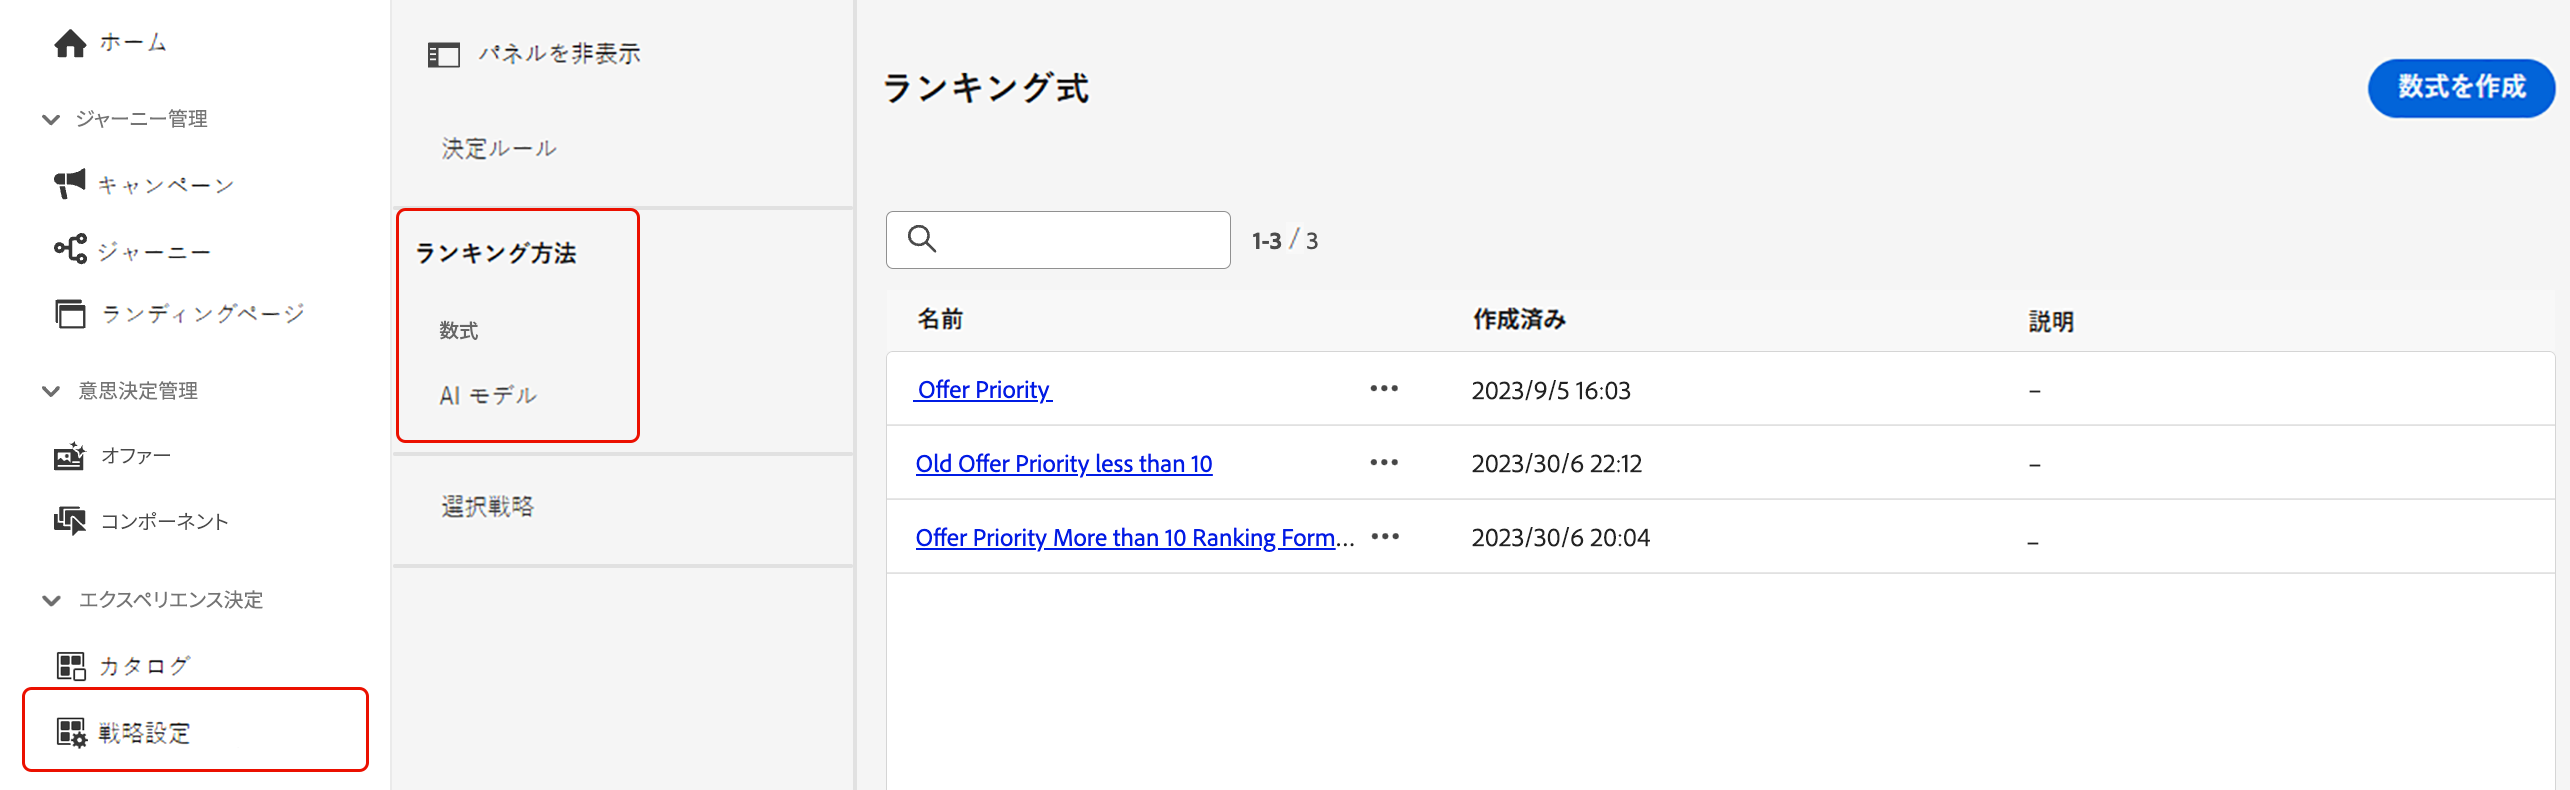 ホーム
ジャーニー管理
キャンペーン
ジャーニー
ランディングページ
意思決定管理
オファー
コンポーネント
エクスペリエンス決定
カタログ
戦略設定
パネルを非表示
決定ルール
ランキング方法
数式
AI モデル
選択戦略
ランキング式
数式を作成
1-3 / 3
名前 作成済み 説明
Offer Priority ••• 2023/9/5 16:03 –
Old Offer Priority less than 10 ••• 2023/30/6 22:12 –
Offer Priority More than 10 Ranking Form... ••• 2023/30/6 20:04 –